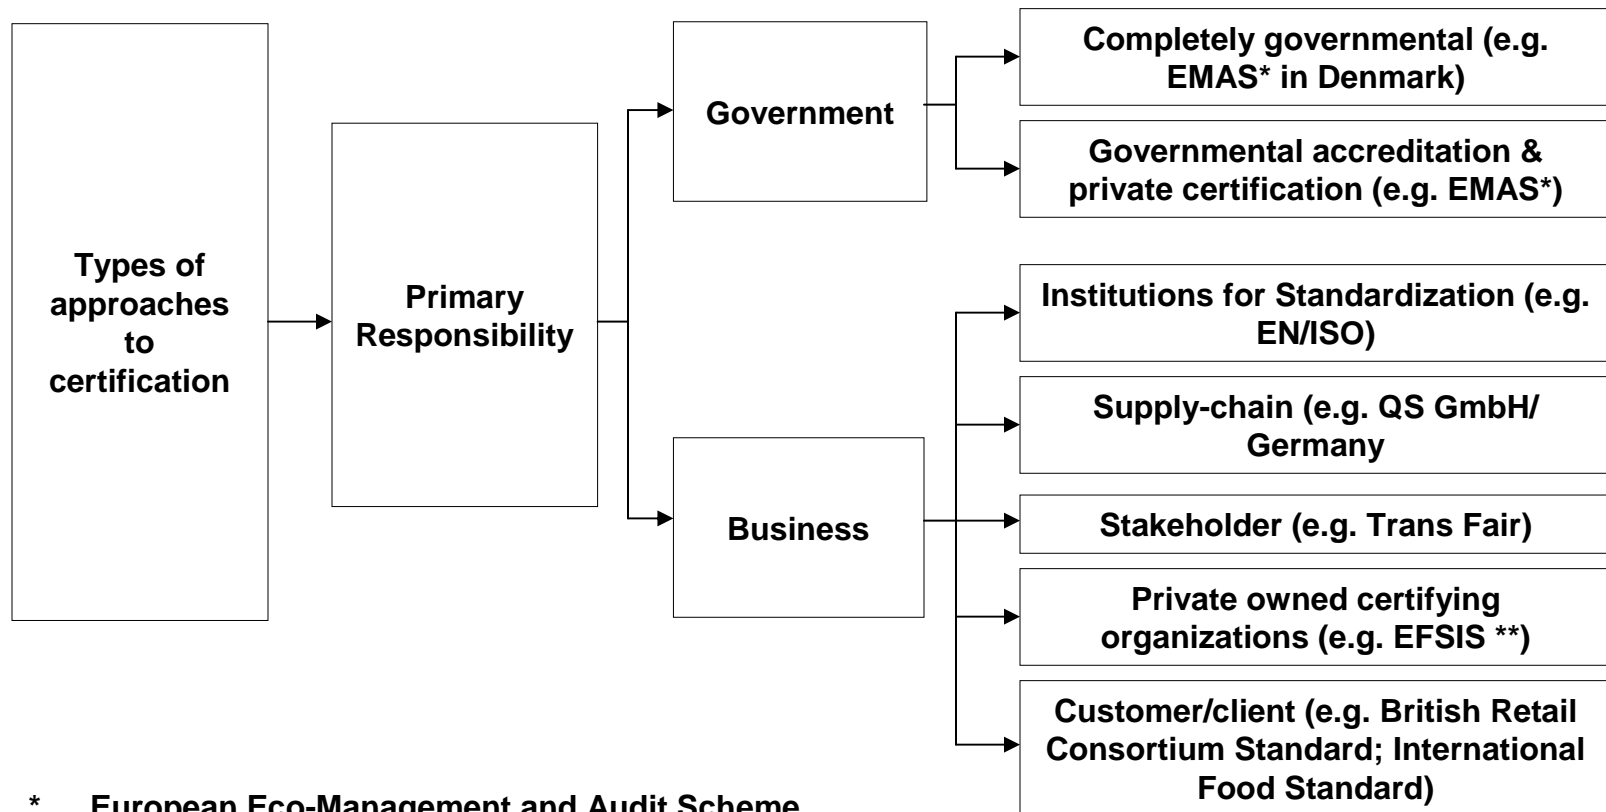 Types of
approaches
to
certification
Primary
Responsibility
Government
Completely governmental (e.g.
EMAS* in Denmark)
Governmental accreditation &
private certification (e.g. EMAS*)
Business
Institutions for Standardization (e.g.
EN/ISO)
Supply-chain (e.g. QS GmbH/
Germany
Stakeholder (e.g. Trans Fair)
Private owned certifying
organizations (e.g. EFSIS **)
Customer/client (e.g. British Retail
Consortium Standard; International
Food Standard)
* European Eco-Management and Audit Scheme